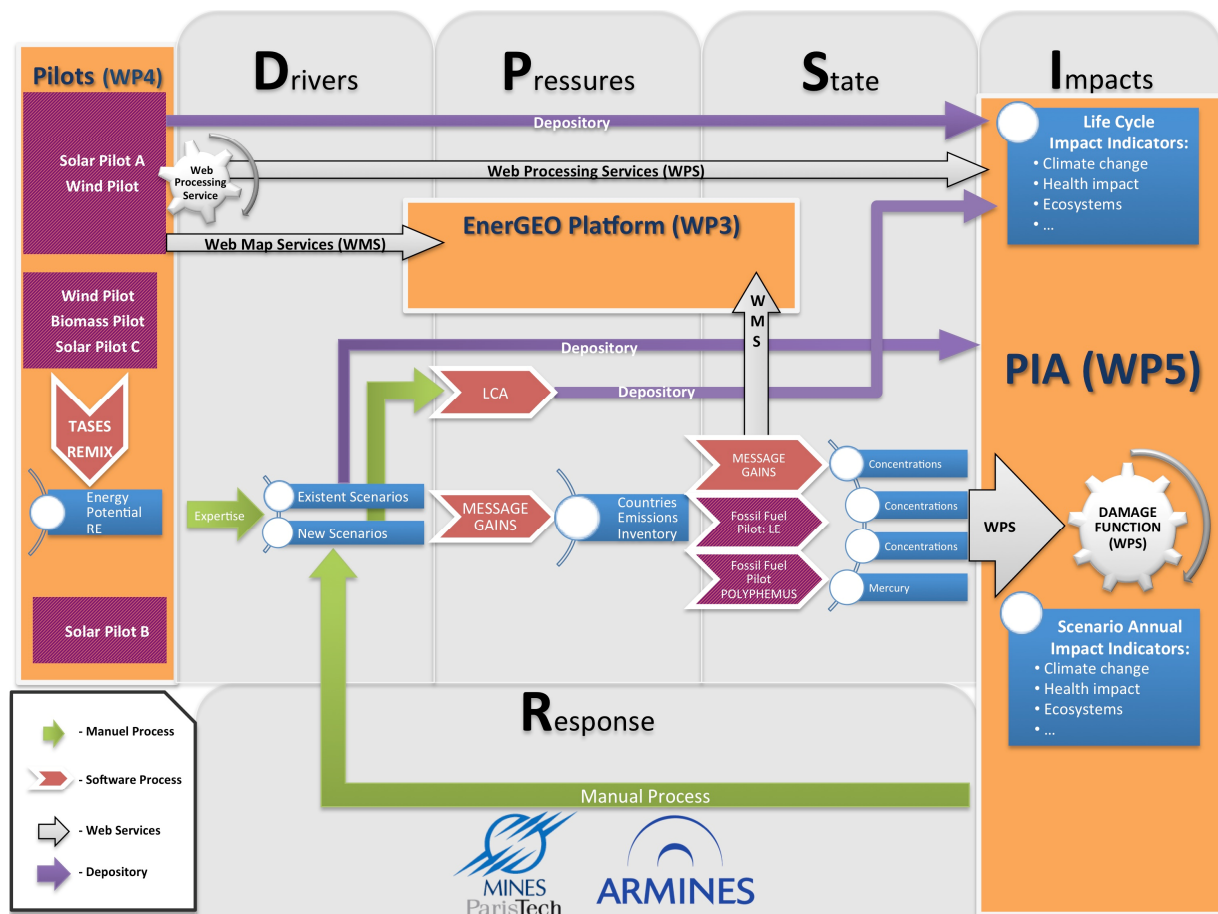 Pilots (WP4)
Drivers
Pressures
State
Impacts
Solar Pilot A
Wind Pilot
Web
Processing
Service
Depository
Web Processing Services (WPS)
Web Map Services (WMS)
EnerGEO Platform (WP3)
Life Cycle
Impact Indicators:
• Climate change
• Health impact
• Ecosystems
• ...
Wind Pilot
Biomass Pilot
Solar Pilot C
TASES
REMIX
Energy
Potential
RE
Solar Pilot B
Expertise
Existent Scenarios
New Scenarios
Depository
LCA
Depository
MESSAGE
GAINS
Countries
Emissions
Inventory
W
M
S
MESSAGE
GAINS
Fossil Fuel
Pilot: LE
Fossil Fuel
Pilot
POLYPHEMUS
Concentrations
Concentrations
Concentrations
Mercury
WPS
PIA (WP5)
DAMAGE
FUNCTION
(WPS)
Scenario Annual
Impact Indicators:
• Climate change
• Health impact
• Ecosystems
• ...
Response
Manual Process
- Manuel Process
- Software Process
- Web Services
- Depository
MINES
ParisTech
ARMINES